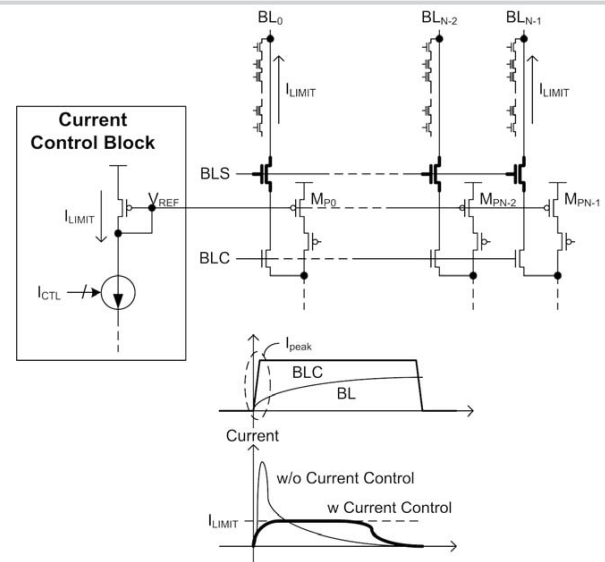 BL0
BLN-2
BLN-1
ILIMIT
ILIMIT
ILIMIT
Current
Control Block
BLS
VREF
MP0
MPN-2
MPN-1
ILIMIT
BLC
ICTL
Ipeak
BLC
BL
Current
w/o Current Control
w Current Control
ILIMIT